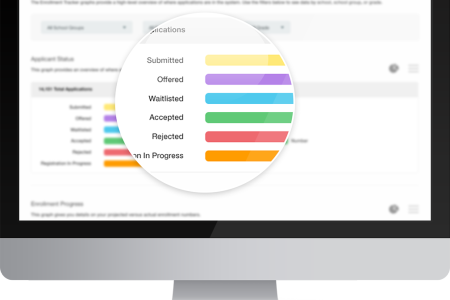 The Enrollment Tracker graphs provide a high-level overview of where applications are in the system. Use the filters below to see data by school, school group, or grade.
All School Groups
Applicant Status
This graph provides an overview of where
Total Applications
plications
Submitted
Offered
Waitlisted
Accepted
Rejected
on In Progress
Submitted
Offered
Waitlisted
Accepted
Rejected
Registration In Progress
Number
Enrollment Progress
This graph gives you details on your projected versus actual enrollment numbers.